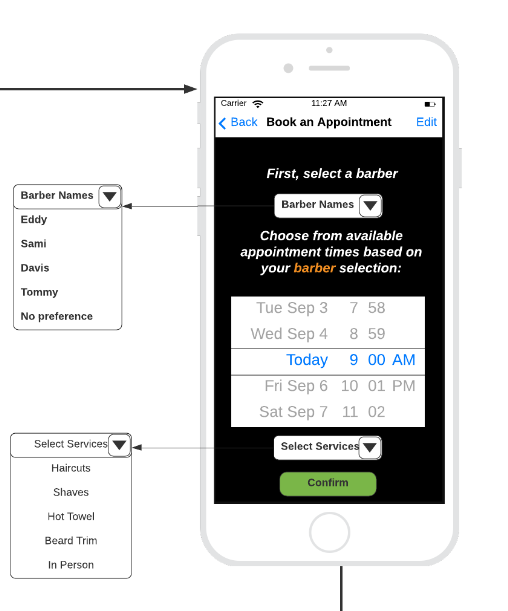 Carrier 11:27 AM
Back Book an Appointment Edit
First, select a barber
Barber Names
Choose from available
appointment times based on
your barber selection:
Tue Sep 3 7 58
Wed Sep 4 8 59
Today 9 00 AM
Fri Sep 6 10 01 PM
Sat Sep 7 11 02
Select Services
Confirm
Barber Names
Eddy
Sami
Davis
Tommy
No preference
Select Services
Haircuts
Shaves
Hot Towel
Beard Trim
In Person